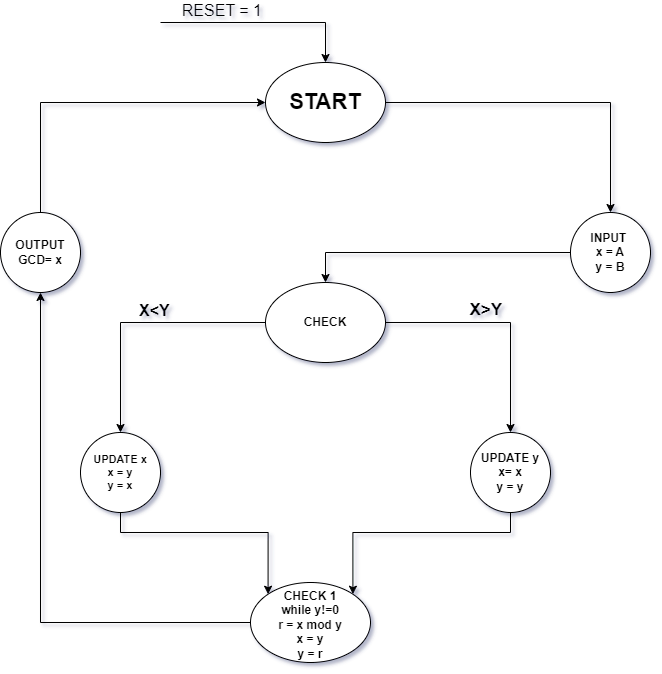 RESET = 1
START
OUTPUT
GCD= x
INPUT
x = A
y = B
X<Y
CHECK
X>Y
UPDATE x
x = y
y = x
UPDATE y
x= x
y = y
CHECK 1
while y!=0
r = x mod y
x = y
y = r